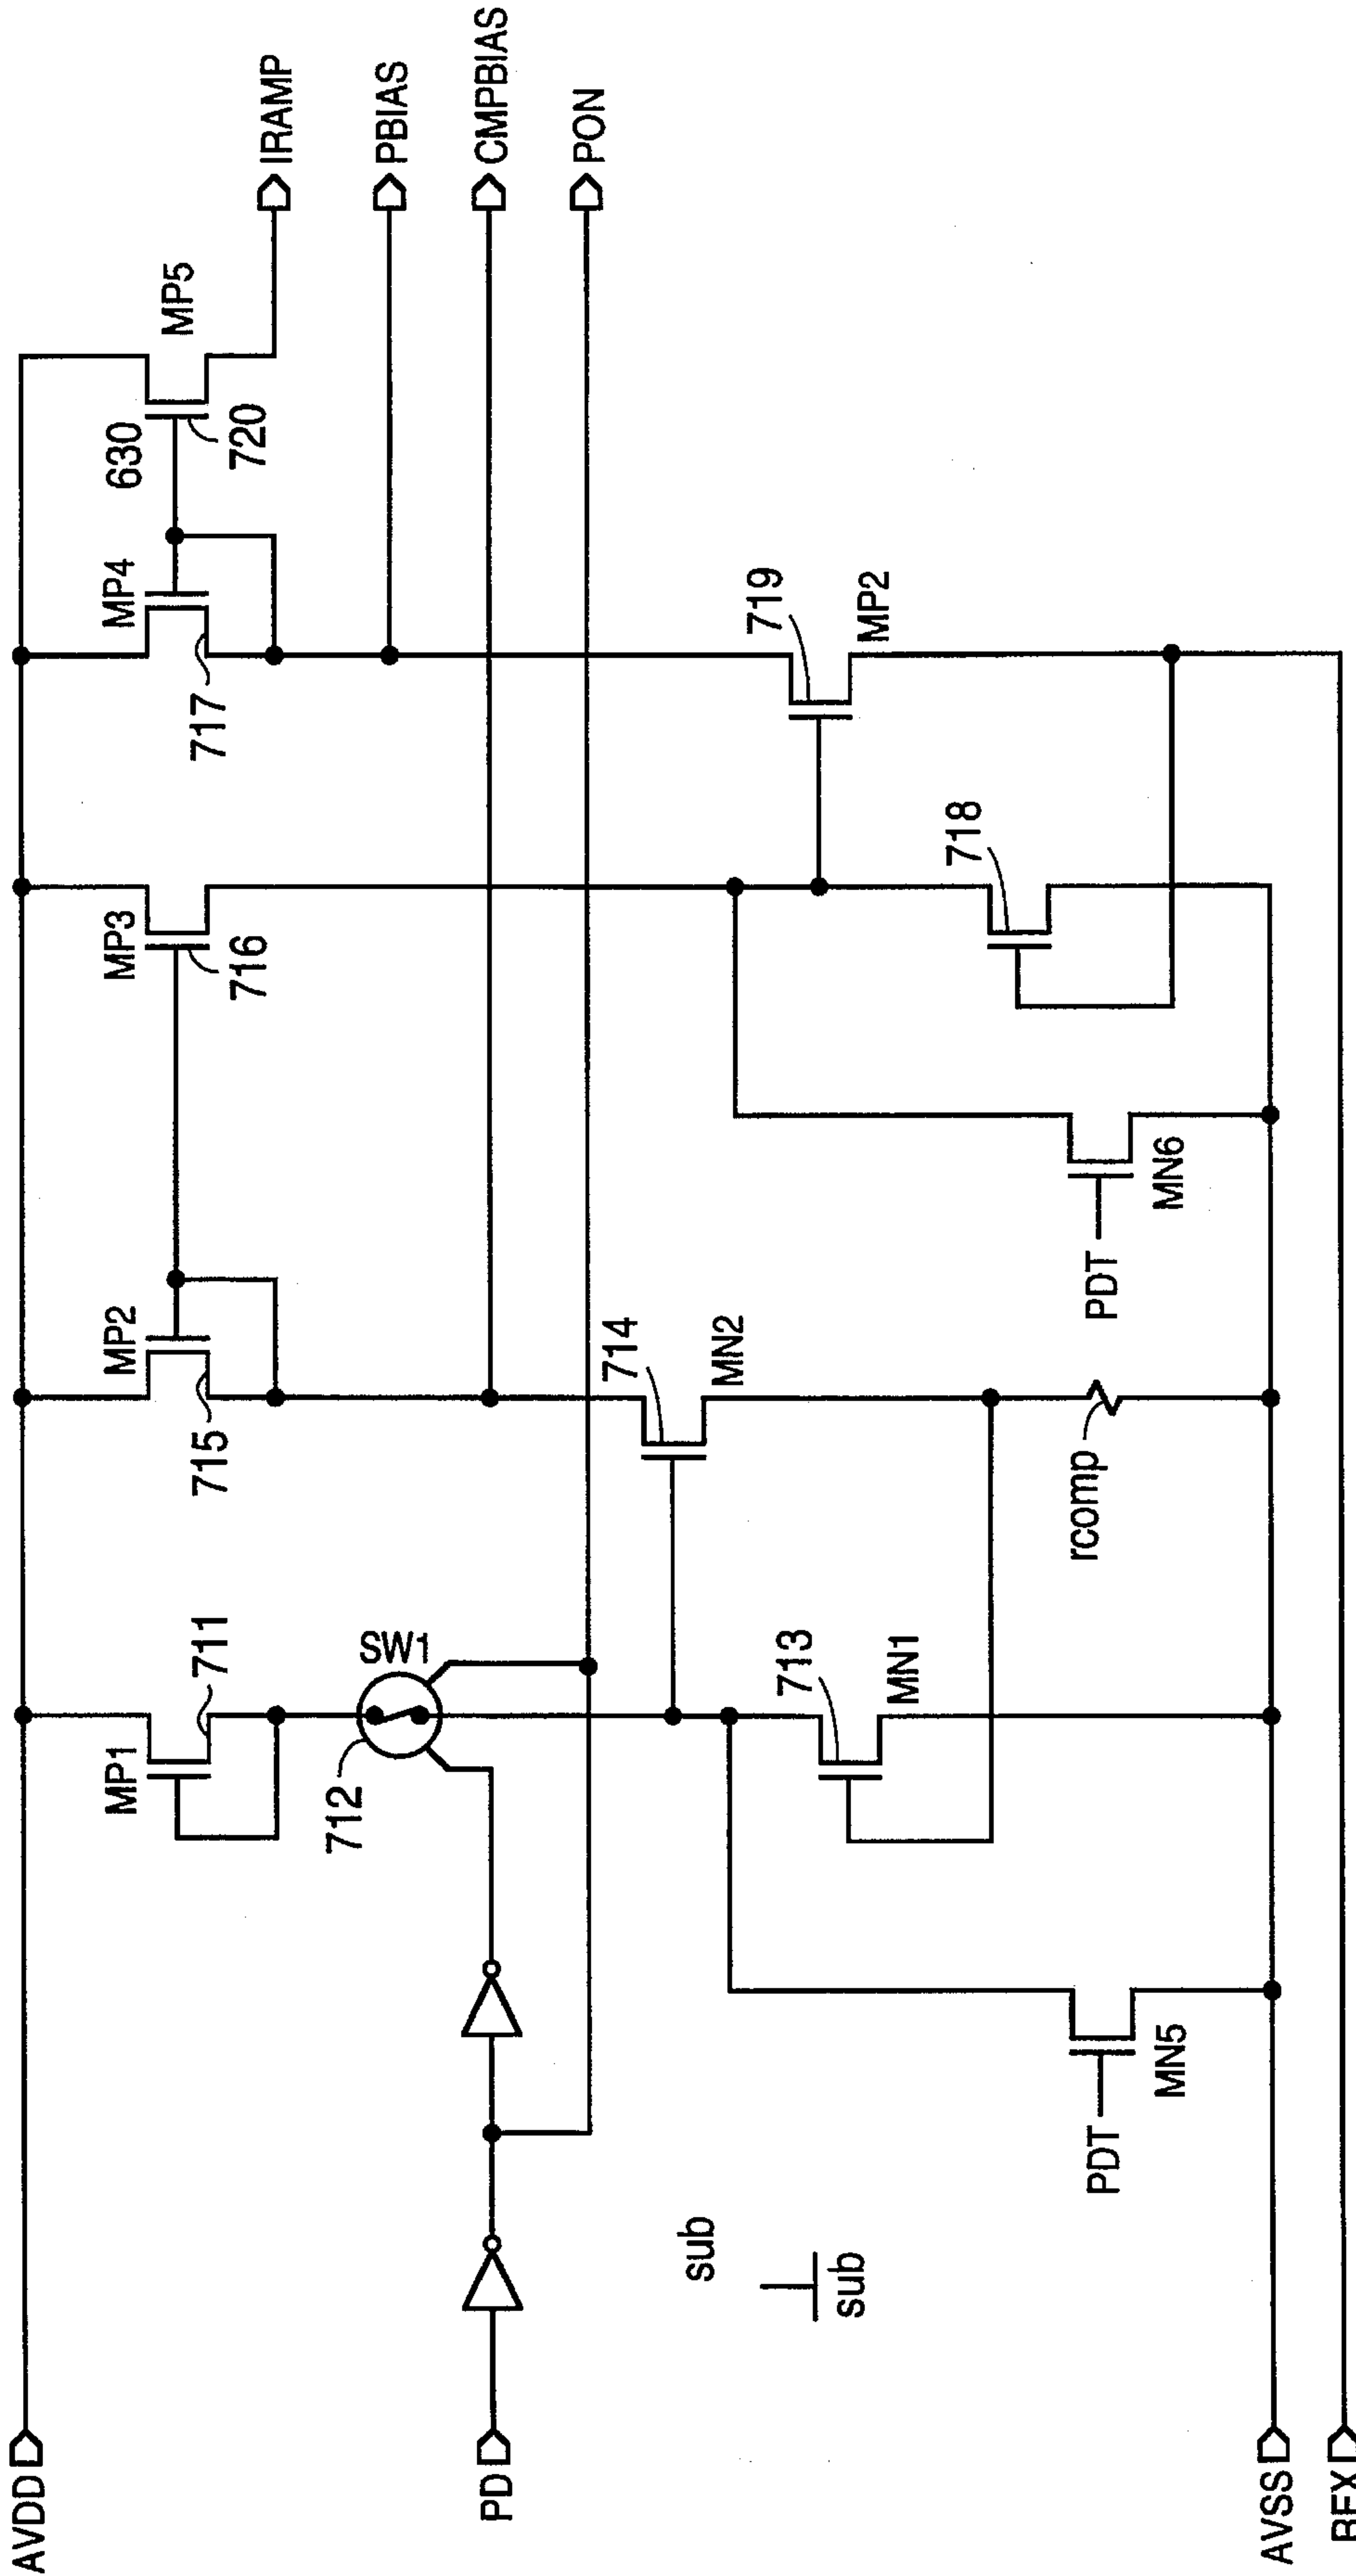 AVDD
MP1
711
MP2
715
MP3
716
MP4
717
630
720
MP5
IRAMP
PBIAS
CMPBIAS
PON
PD
712
SW1
714
MN2
719
MP2
713
MN1
718
sub
sub
PDT
MN5
rcomp
PDT
MN6
AVSS
REX